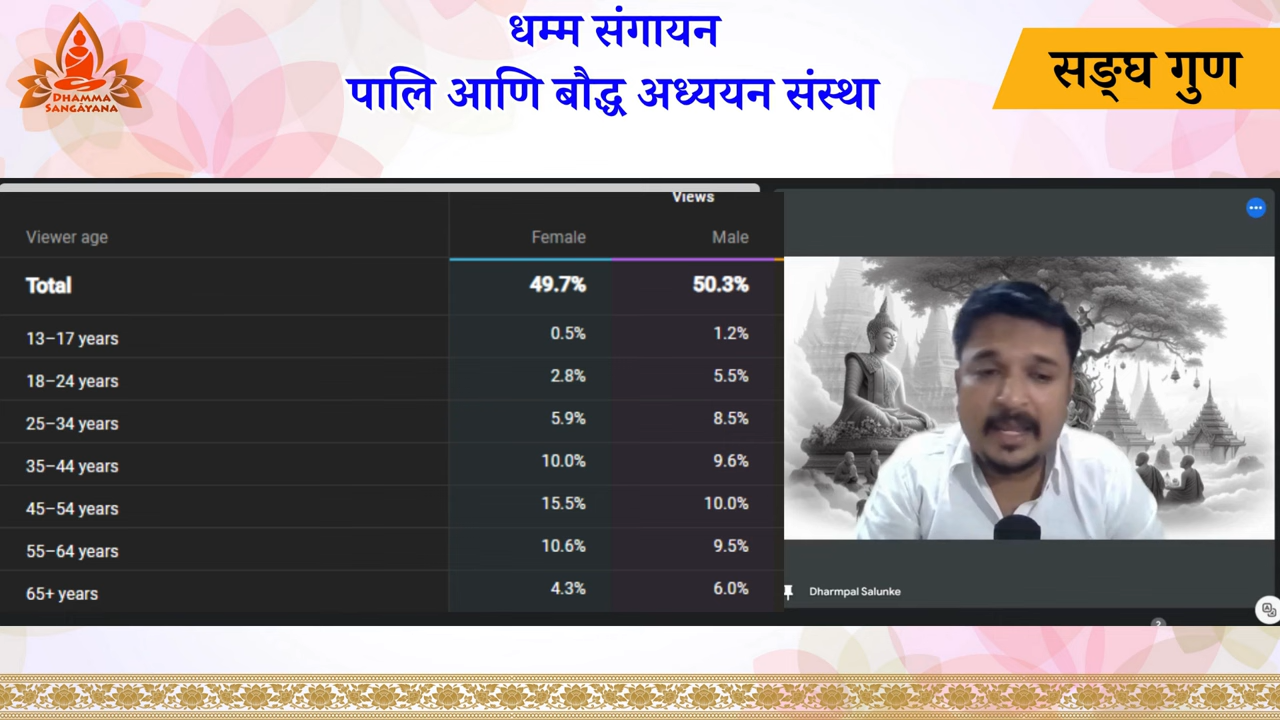 धम्म संगायन
पालि आणि बौद्ध अध्ययन संस्था
सङ्घ गुण
DHAMMA
SANGĀYANA
Views
Viewer age Female Male
Total 49.7% 50.3%
13–17 years 0.5% 1.2%
18–24 years 2.8% 5.5%
25–34 years 5.9% 8.5%
35–44 years 10.0% 9.6%
45–54 years 15.5% 10.0%
55–64 years 10.6% 9.5%
65+ years 4.3% 6.0%
Dharmpal Salunke